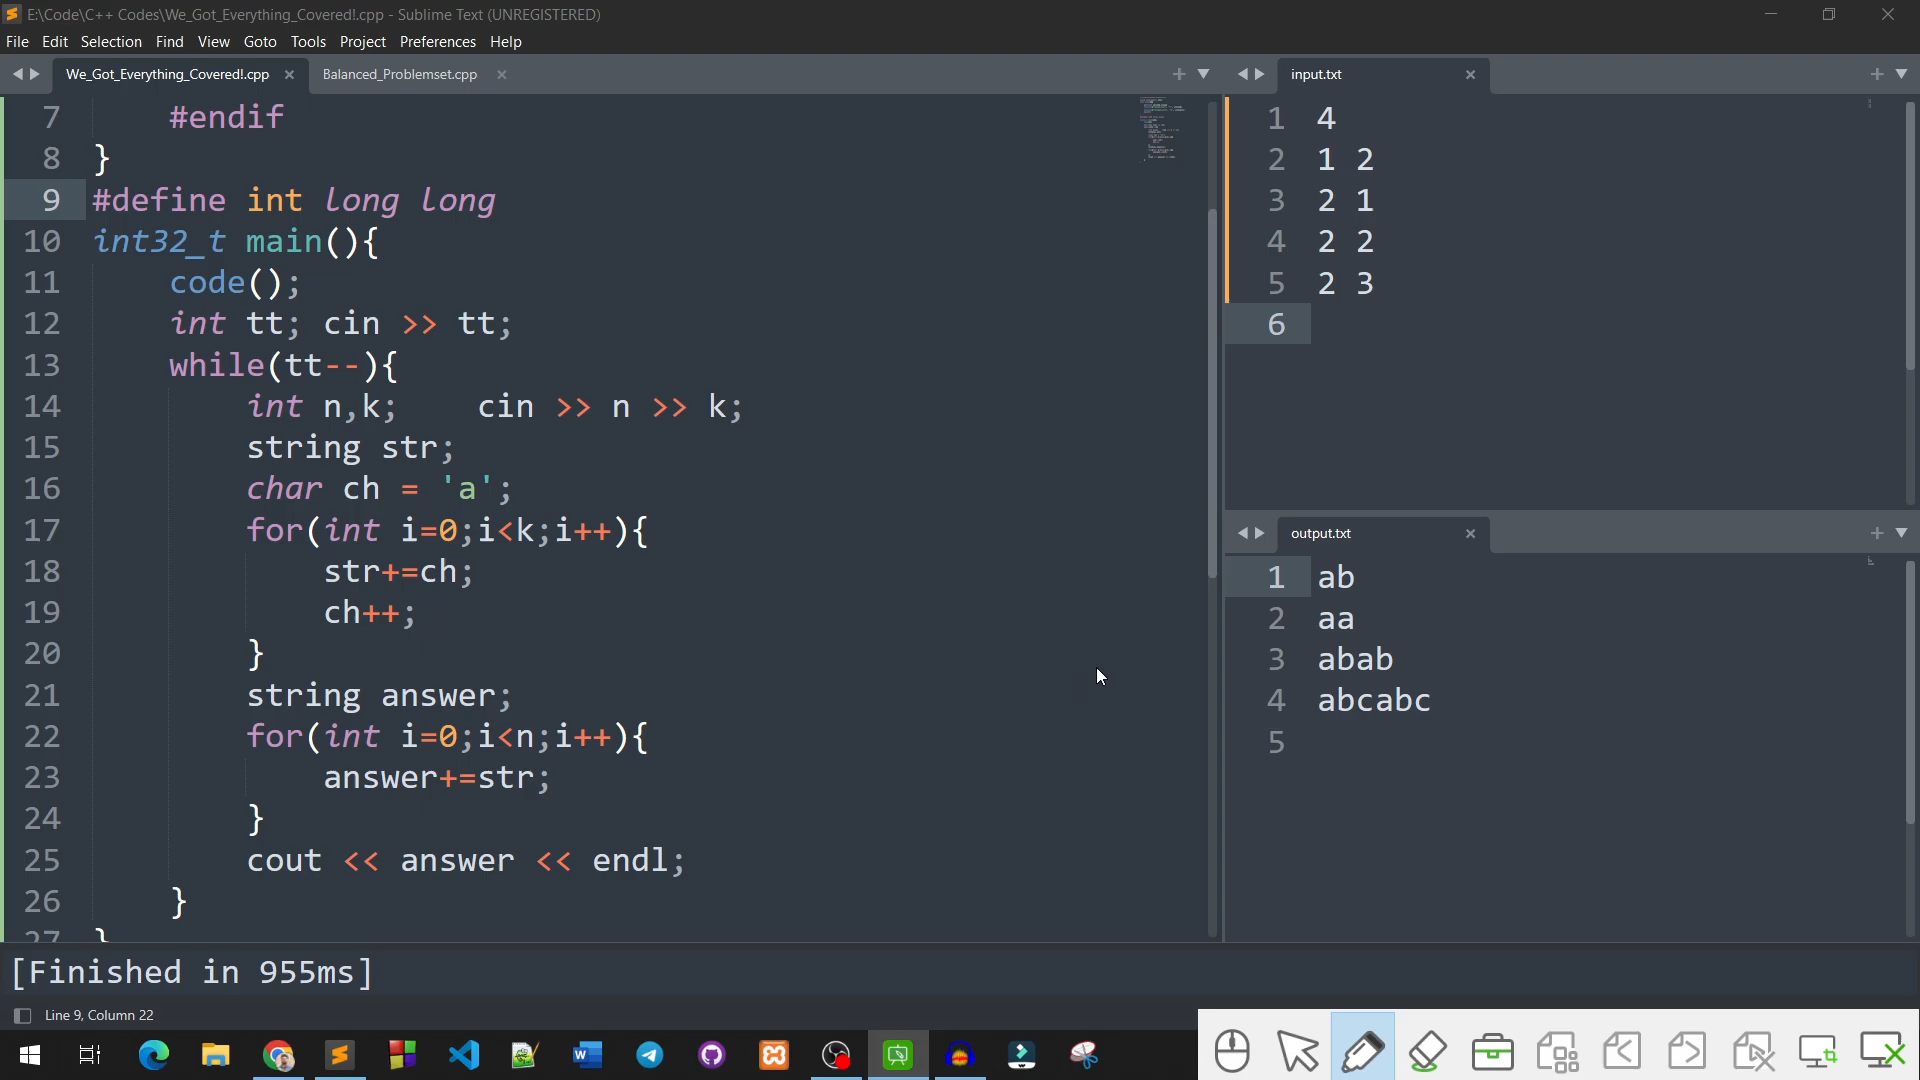 E:\Code\C++ Codes\We_Got_Everything_Covered!.cpp - Sublime Text (UNREGISTERED)
File Edit Selection Find View Goto Tools Project Preferences Help
We_Got_Everything_Covered!.cpp
Balanced_Problemset.cpp
7 #endif
8 }
9 #define int long long
10 int32_t main(){
11 code();
12 int tt; cin >> tt;
13 while(tt--){
14 int n,k; cin >> n >> k;
15 string str;
16 char ch = 'a';
17 for(int i=0;i<k;i++){
18 str+=ch;
19 ch++;
20 }
21 string answer;
22 for(int i=0;i<n;i++){
23 answer+=str;
24 }
25 cout << answer << endl;
26 }
27 }
input.txt
1 4
2 1 2
3 2 1
4 2 2
5 2 3
6
output.txt
1 ab
2 aa
3 abab
4 abcabc
5
[Finished in 955ms]
Line 9, Column 22